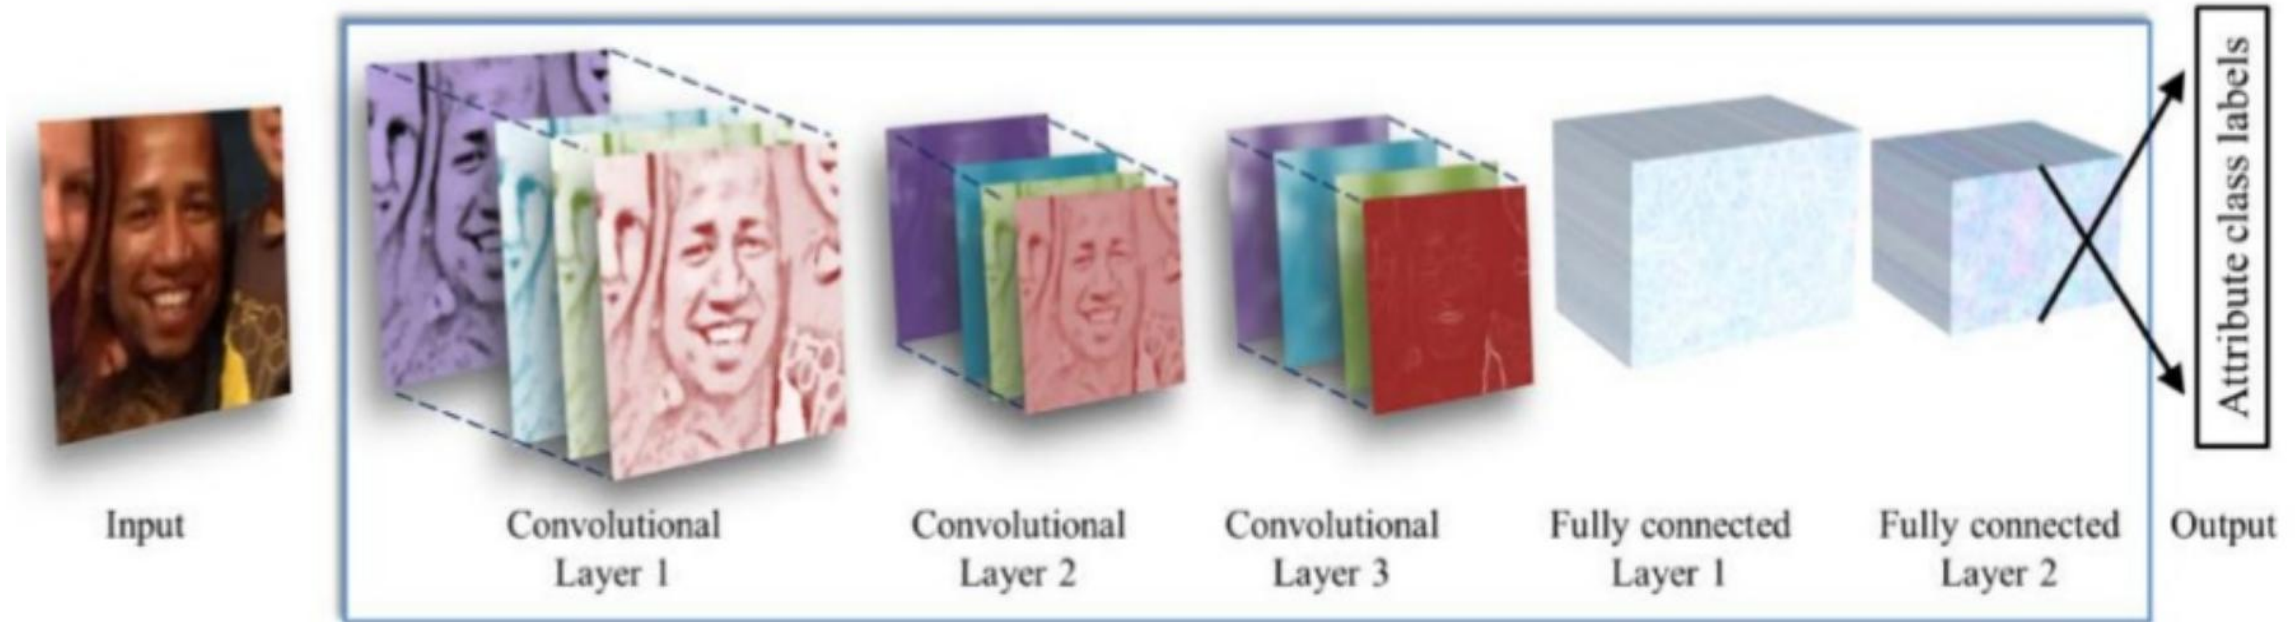 Attribute class labels
Input
Convolutional
Layer 1
Convolutional
Layer 2
Convolutional
Layer 3
Fully connected
Layer 1
Fully connected
Layer 2
Output